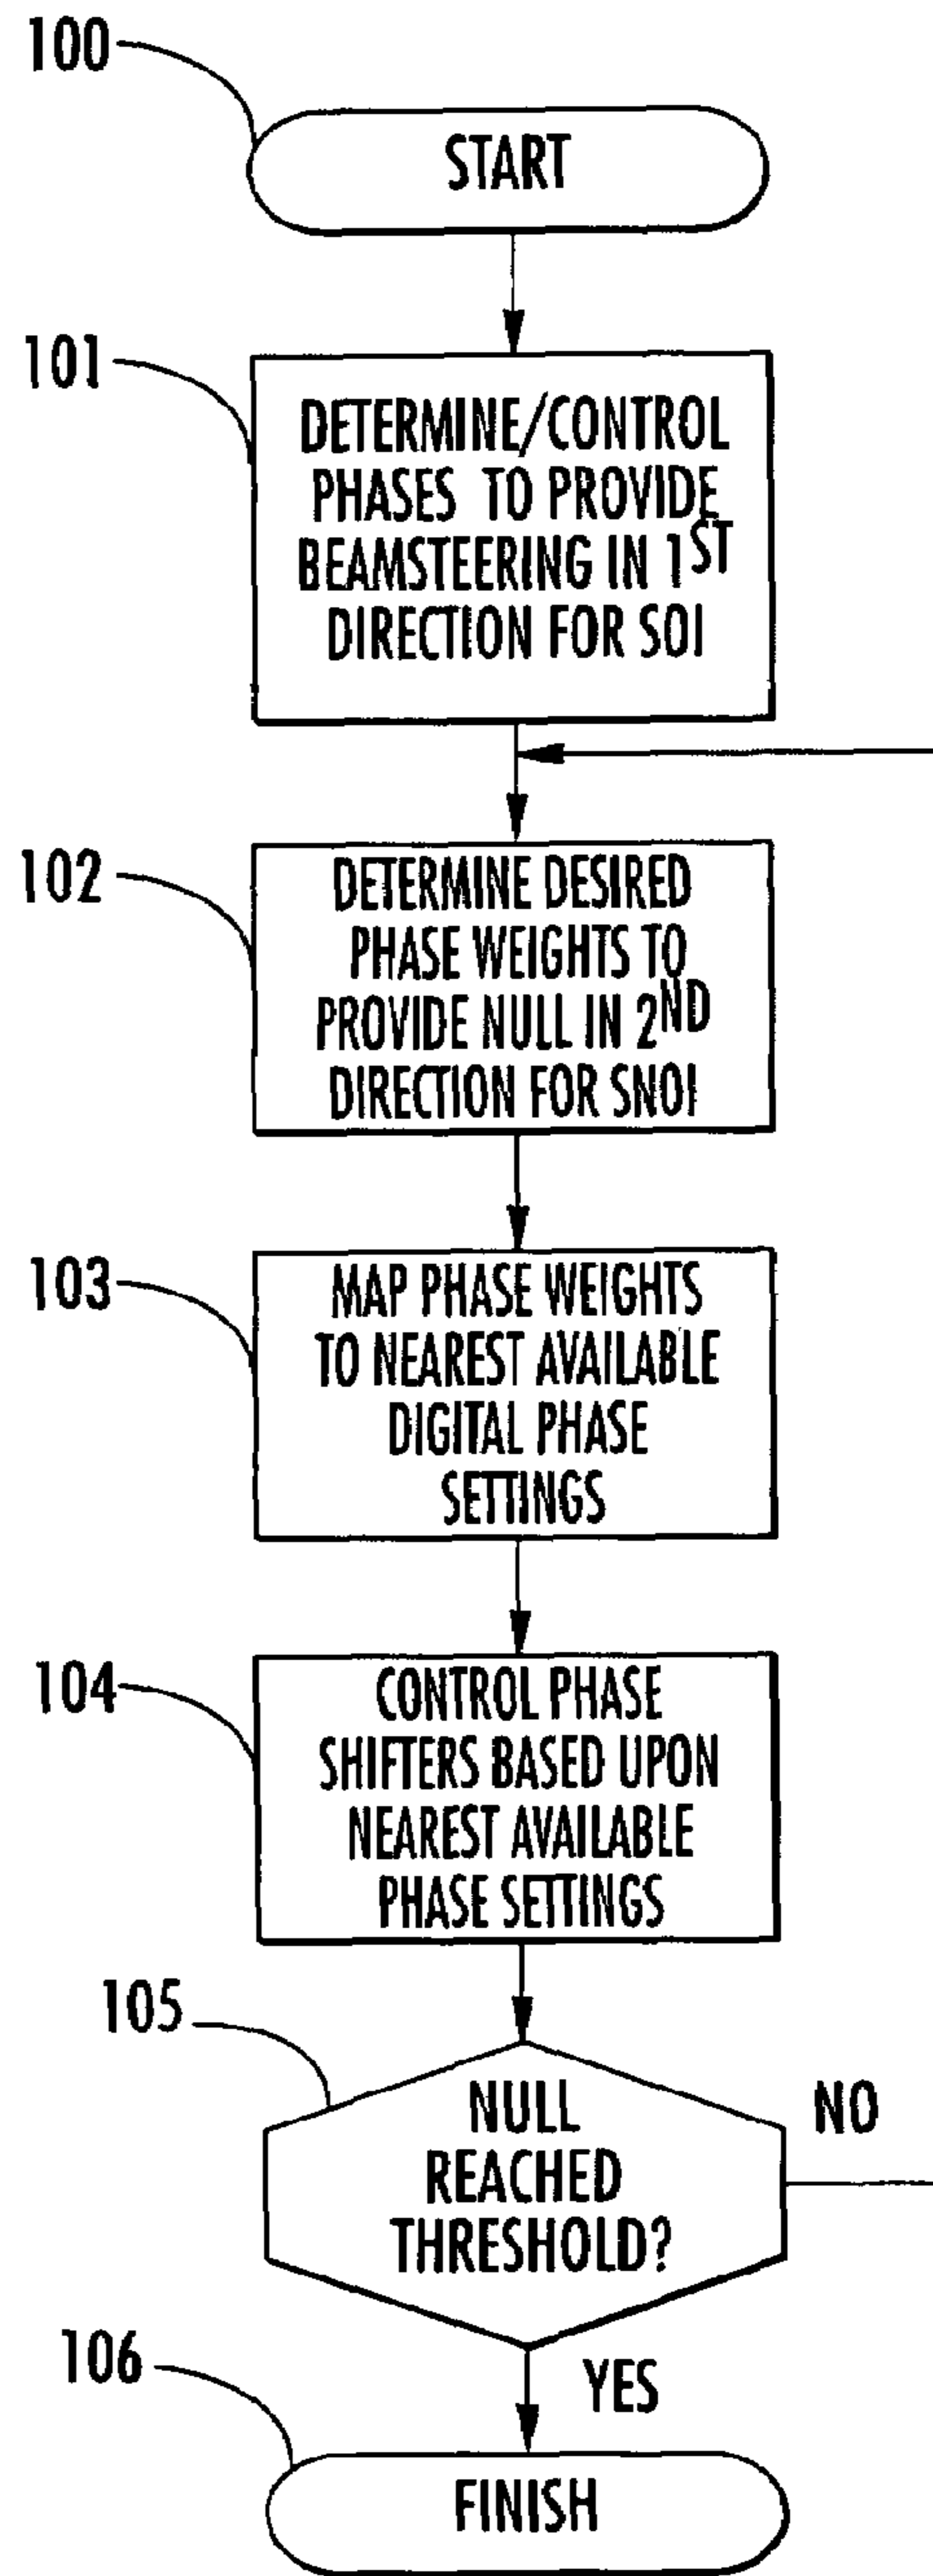 100
START
101
DETERMINE/CONTROL
PHASES TO PROVIDE
BEAMSTEERING IN 1ST
DIRECTION FOR SOI
102
DETERMINE DESIRED
PHASE WEIGHTS TO
PROVIDE NULL IN 2ND
DIRECTION FOR SNOI
103
MAP PHASE WEIGHTS
TO NEAREST AVAILABLE
DIGITAL PHASE
SETTINGS
104
CONTROL PHASE
SHIFTERS BASED UPON
NEAREST AVAILABLE
PHASE SETTINGS
105
NULL
REACHED
THRESHOLD?
NO
YES
106
FINISH